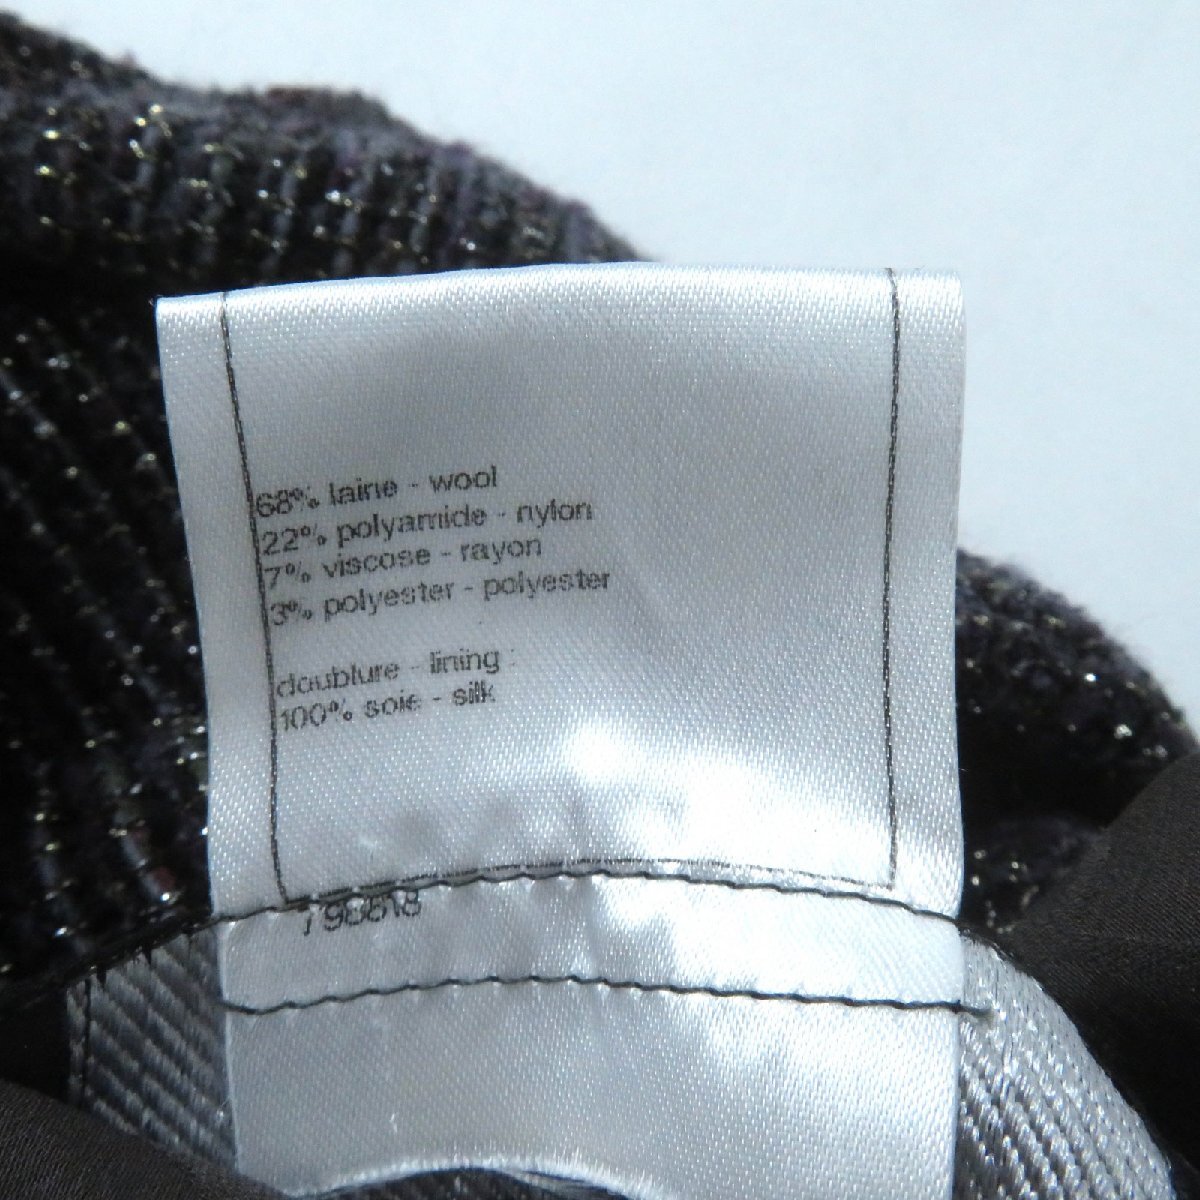 68% laine - wool
22% polyamide - nylon
7% viscose - rayon
3% polyester - polyester
doublure - lining :
100% soie - silk